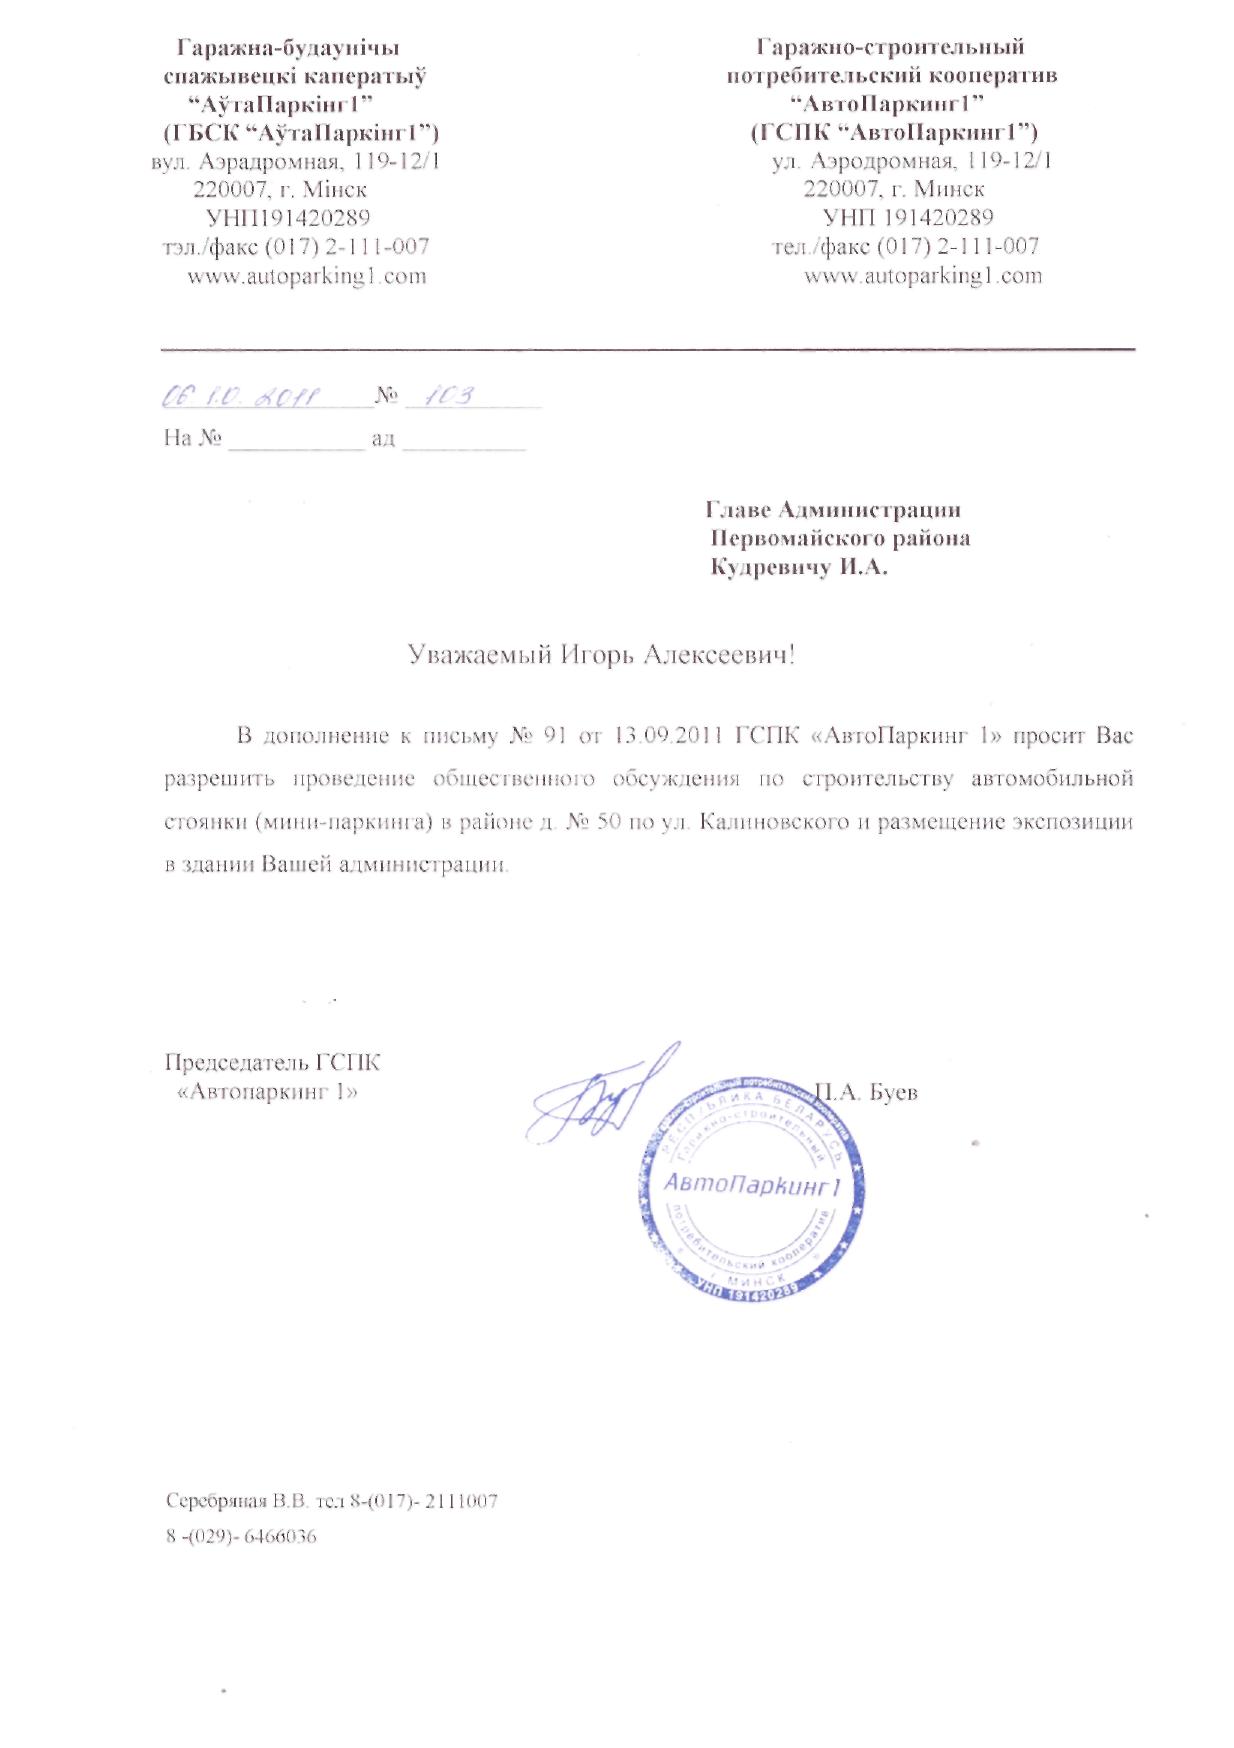 Гаражна-будаунічы
спажывецкі каператыў
“АўтаПаркінг1”
(ГБСК “АўтаПаркінг1”)
вул. Аэрадромная, 119-12/1
220007, г. Мінск
УНП191420289
тэл./факс (017) 2-111-007
www.autoparking1.com
Гаражно-строительный
потребительский кооператив
“АвтоПаркинг1”
(ГСПК “АвтоПаркинг1”)
ул. Аэродромная, 119-12/1
220007, г. Минск
УНП 191420289
тел./факс (017) 2-111-007
www.autoparking1.com
06 10. 2011 № 103
На № ___________ ад __________
Главе Администрации
Первомайского района
Кудревичу И.А.
Уважаемый Игорь Алексеевич!
В дополнение к письму № 91 от 13.09.2011 ГСПК «АвтоПаркинг 1» просит Вас
разрешить проведение общественного обсуждения по строительству автомобильной
стоянки (мини-паркинга) в районе д. № 50 по ул. Калиновского и размещение экспозиции
в здании Вашей администрации.
Председатель ГСПК
«Автопаркинг 1»
П.А. Буев
РЕСПУБЛИКА БЕЛАРУСЬ
Гаражно-строительный
АвтоПаркинг1
потребительский кооператив
г. МИНСК
УНП 191420289
Серебряная В.В. тел 8-(017)- 2111007
8 -(029)- 6466036